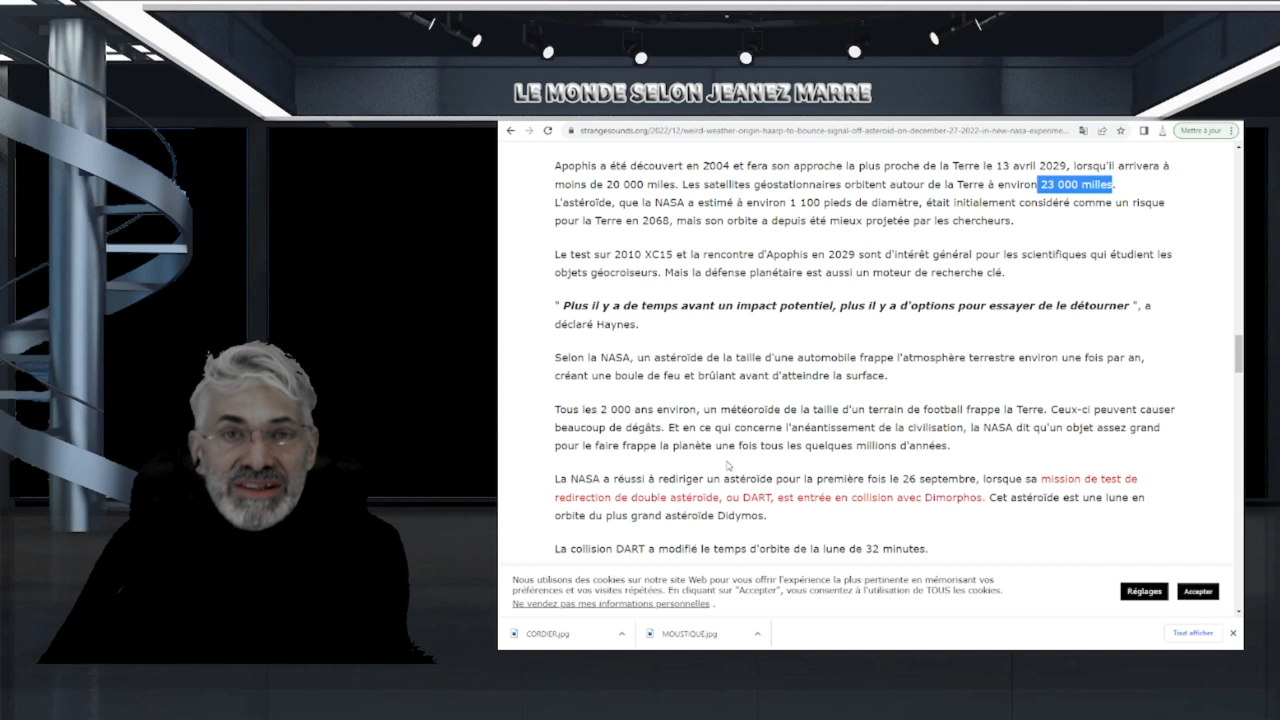 LE MONDE SELON JEANEZ MARRE
strangesounds.org/2022/12/weird-weather-origin-haarp-to-bounce-signal-off-asteroid-on-december-27-2022-in-new-nasa-experime...
Mettre à jour
Apophis a été découvert en 2004 et fera son approche la plus proche de la Terre le 13 avril 2029, lorsqu'il arrivera à
moins de 20 000 miles. Les satellites géostationnaires orbitent autour de la Terre à environ 23 000 milles.
L'astéroïde, que la NASA a estimé à environ 1 100 pieds de diamètre, était initialement considéré comme un risque
pour la Terre en 2068, mais son orbite a depuis été mieux projetée par les chercheurs.
Le test sur 2010 XC15 et la rencontre d'Apophis en 2029 sont d'intérêt général pour les scientifiques qui étudient les
objets géocroiseurs. Mais la défense planétaire est aussi un moteur de recherche clé.
" Plus il y a de temps avant un impact potentiel, plus il y a d'options pour essayer de le détourner ", a
déclaré Haynes.
Selon la NASA, un astéroïde de la taille d'une automobile frappe l'atmosphère terrestre environ une fois par an,
créant une boule de feu et brûlant avant d'atteindre la surface.
Tous les 2 000 ans environ, un météoroïde de la taille d'un terrain de football frappe la Terre. Ceux-ci peuvent causer
beaucoup de dégâts. Et en ce qui concerne l'anéantissement de la civilisation, la NASA dit qu'un objet assez grand
pour le faire frappe la planète une fois tous les quelques millions d'années.
La NASA a réussi à rediriger un astéroïde pour la première fois le 26 septembre, lorsque sa mission de test de
redirection de double astéroïde, ou DART, est entrée en collision avec Dimorphos. Cet astéroïde est une lune en
orbite du plus grand astéroïde Didymos.
La collision DART a modifié le temps d'orbite de la lune de 32 minutes.
Nous utilisons des cookies sur notre site Web pour vous offrir l'expérience la plus pertinente en mémorisant vos
préférences et vos visites répétées. En cliquant sur "Accepter", vous consentez à l'utilisation de TOUS les cookies.
Ne vendez pas mes informations personnelles .
Réglages
Accepter
CORDIER.jpg
MOUSTIQUE.jpg
Tout afficher